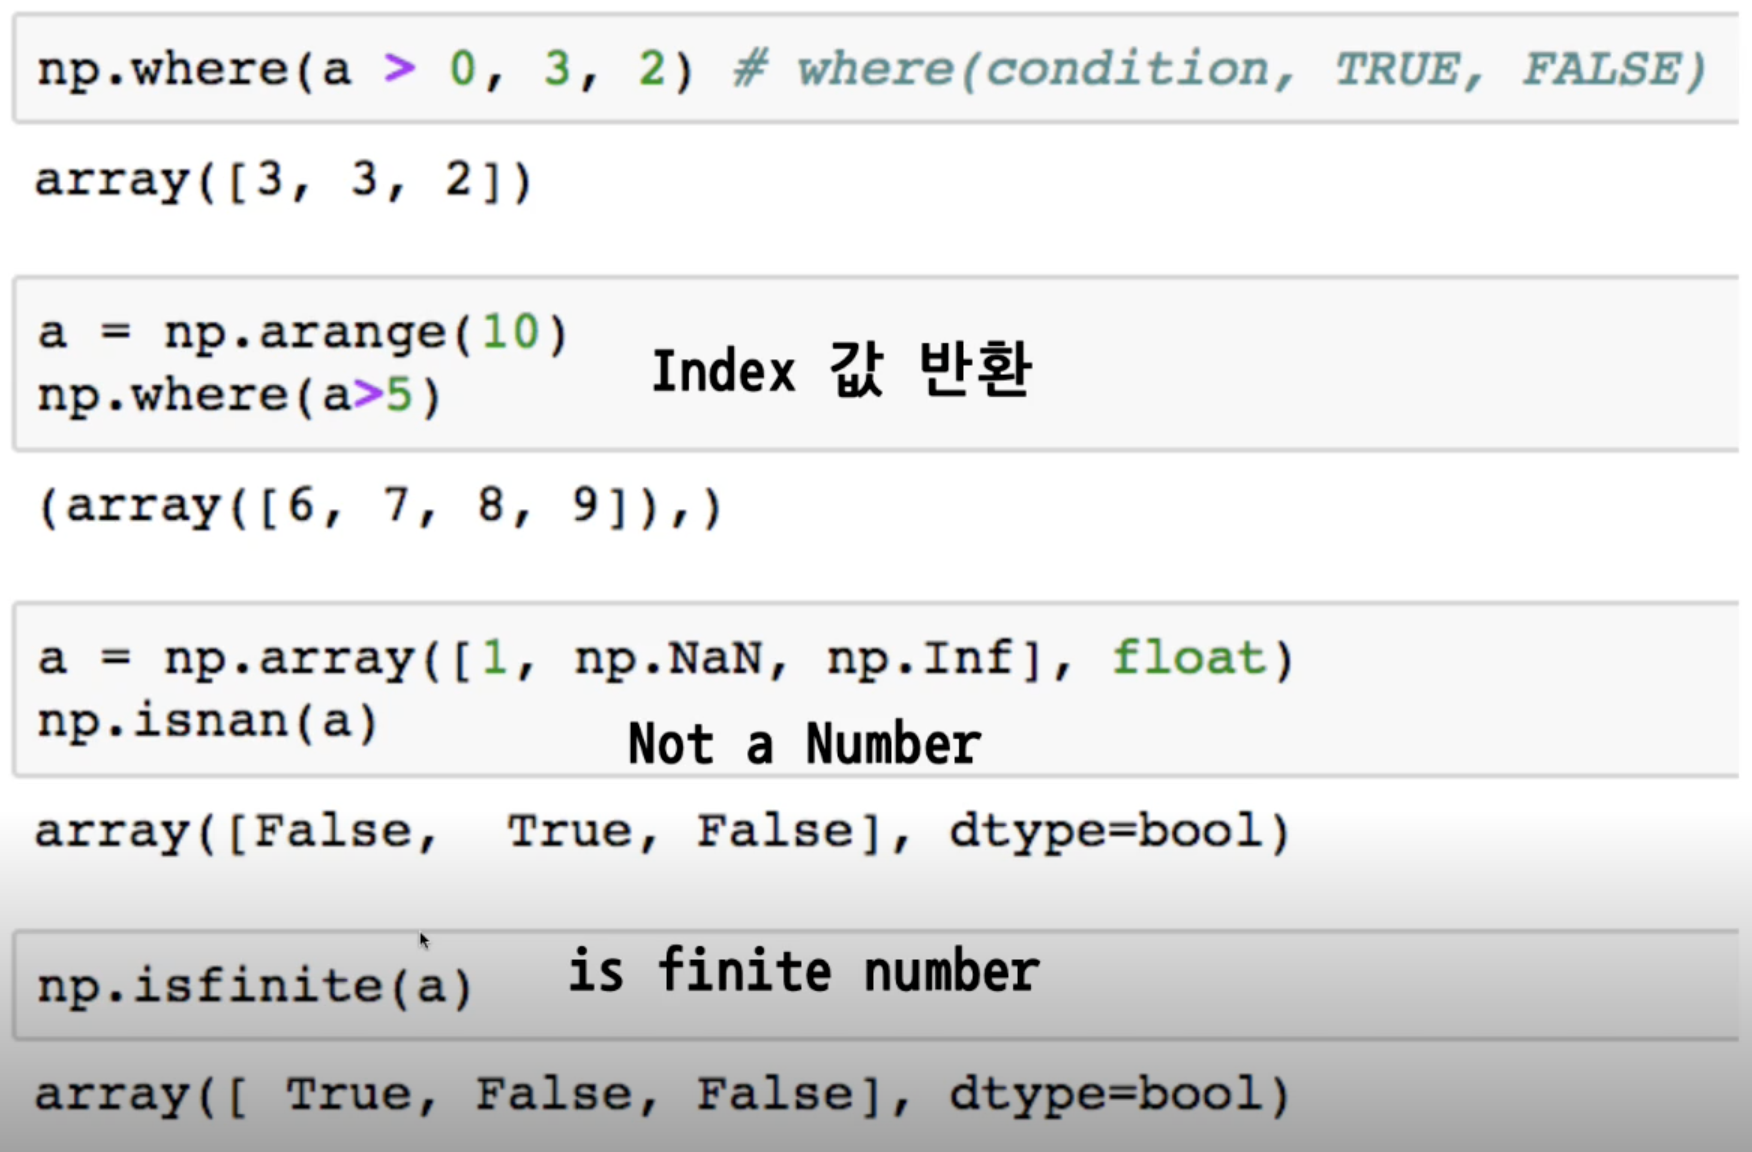 np.where(a > 0, 3, 2) # where(condition, TRUE, FALSE)
array([3, 3, 2])
a = np.arange(10)
np.where(a>5)
Index 값 반환
(array([6, 7, 8, 9]),)
a = np.array([1, np.NaN, np.Inf], float)
np.isnan(a)
Not a Number
array([False,  True, False], dtype=bool)
np.isfinite(a)
is finite number
array([ True, False, False], dtype=bool)